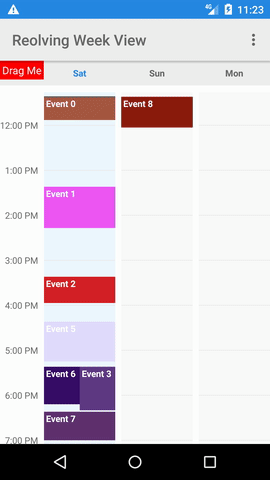 4G 11:23
Reolving Week View
Drag Me
Sat Sun Mon
Event 0 Event 8
12:00 PM
1:00 PM
Event 1
2:00 PM
3:00 PM
Event 4
4:00 PM
Event 5
5:00 PM
Event 6 Event 3
6:00 PM
Event 7
7:00 PM